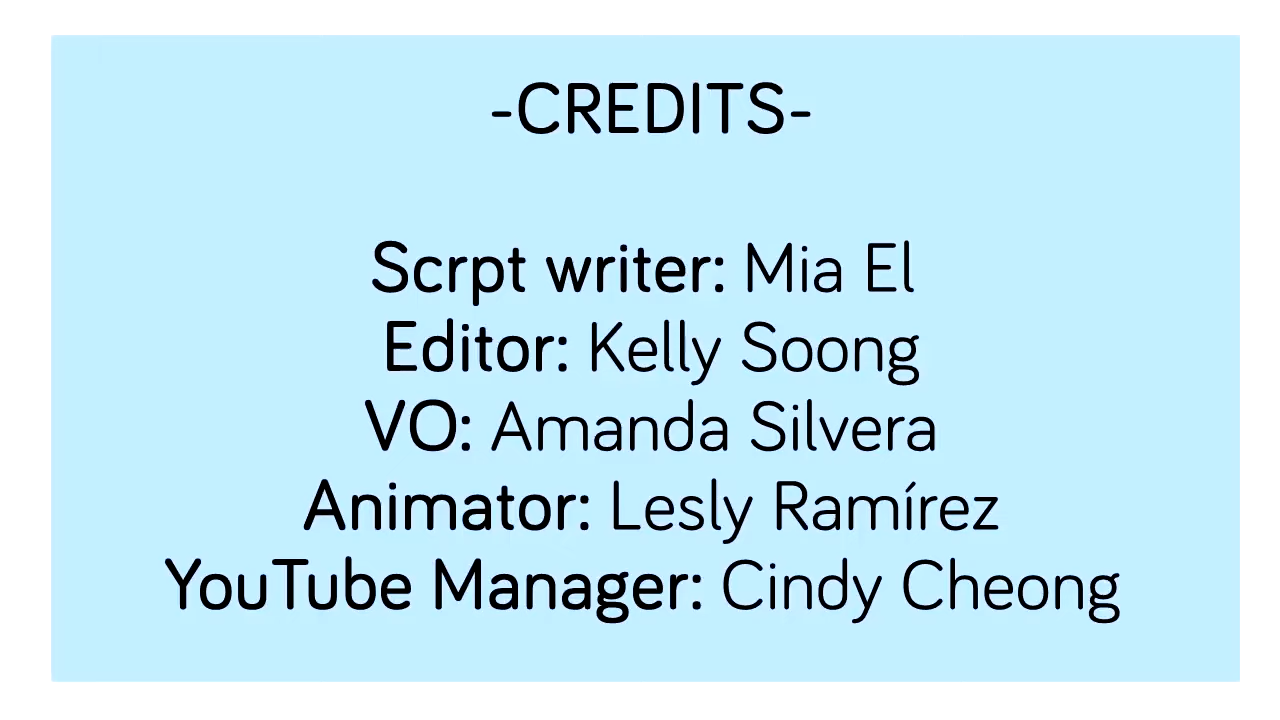 -CREDITS-
Scrpt writer: Mia El
Editor: Kelly Soong
VO: Amanda Silvera
Animator: Lesly Ramírez
YouTube Manager: Cindy Cheong